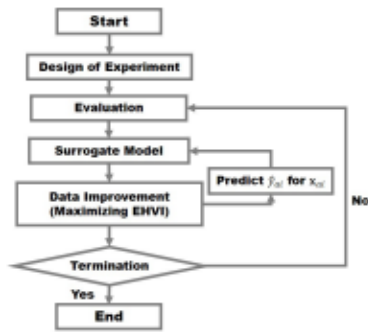 Start
Design of Experiment
Evaluation
Surrogate Model
Predict ŷ for x
Data Improvement
(Maximizing EHVI)
No
Termination
Yes
End